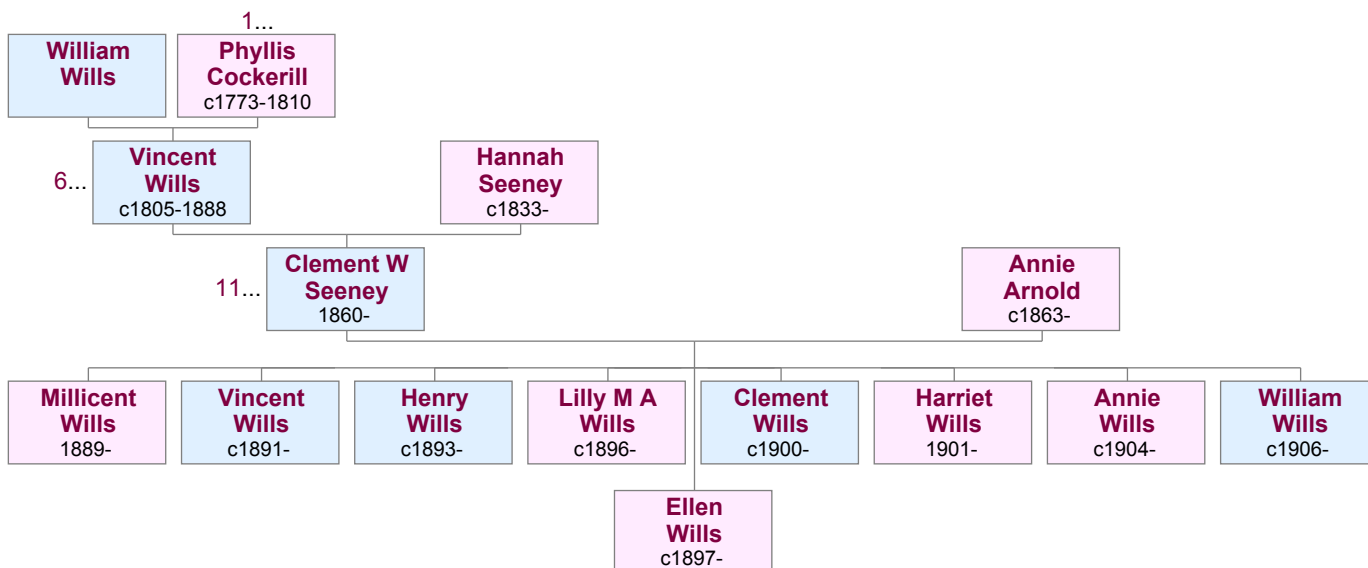 1...
William
Wills
Phyllis
Cockerill
c1773-1810
6...
Vincent
Wills
c1805-1888
Hannah
Seeney
c1833-
11...
Clement W
Seeney
1860-
Annie
Arnold
c1863-
Millicent
Wills
1889-
Vincent
Wills
c1891-
Henry
Wills
c1893-
Lilly M A
Wills
c1896-
Clement
Wills
c1900-
Harriet
Wills
1901-
Annie
Wills
c1904-
William
Wills
c1906-
Ellen
Wills
c1897-